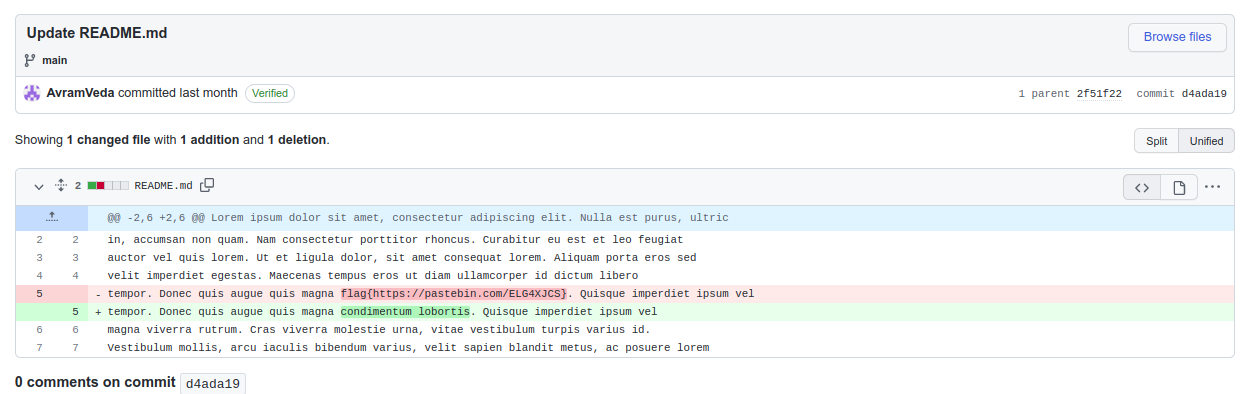 Update README.md
Browse files
main
AvramVeda committed last month Verified 1 parent 2f51f22 commit d4ada19
Showing 1 changed file with 1 addition and 1 deletion.
Split Unified
2 README.md
@@ -2,6 +2,6 @@ Lorem ipsum dolor sit amet, consectetur adipiscing elit. Nulla est purus, ultric
2 2 in, accumsan non quam. Nam consectetur porttitor rhoncus. Curabitur eu est et leo feugiat
3 3 auctor vel quis lorem. Ut et ligula dolor, sit amet consequat lorem. Aliquam porta eros sed
4 4 velit imperdiet egestas. Maecenas tempus eros ut diam ullamcorper id dictum libero
5 - tempor. Donec quis augue quis magna flag{https://pastebin.com/ELG4XJCS}. Quisque imperdiet ipsum vel
5 + tempor. Donec quis augue quis magna condimentum lobortis. Quisque imperdiet ipsum vel
6 6 magna viverra rutrum. Cras viverra molestie urna, vitae vestibulum turpis varius id.
7 7 Vestibulum mollis, arcu iaculis bibendum varius, velit sapien blandit metus, ac posuere lorem
0 comments on commit d4ada19